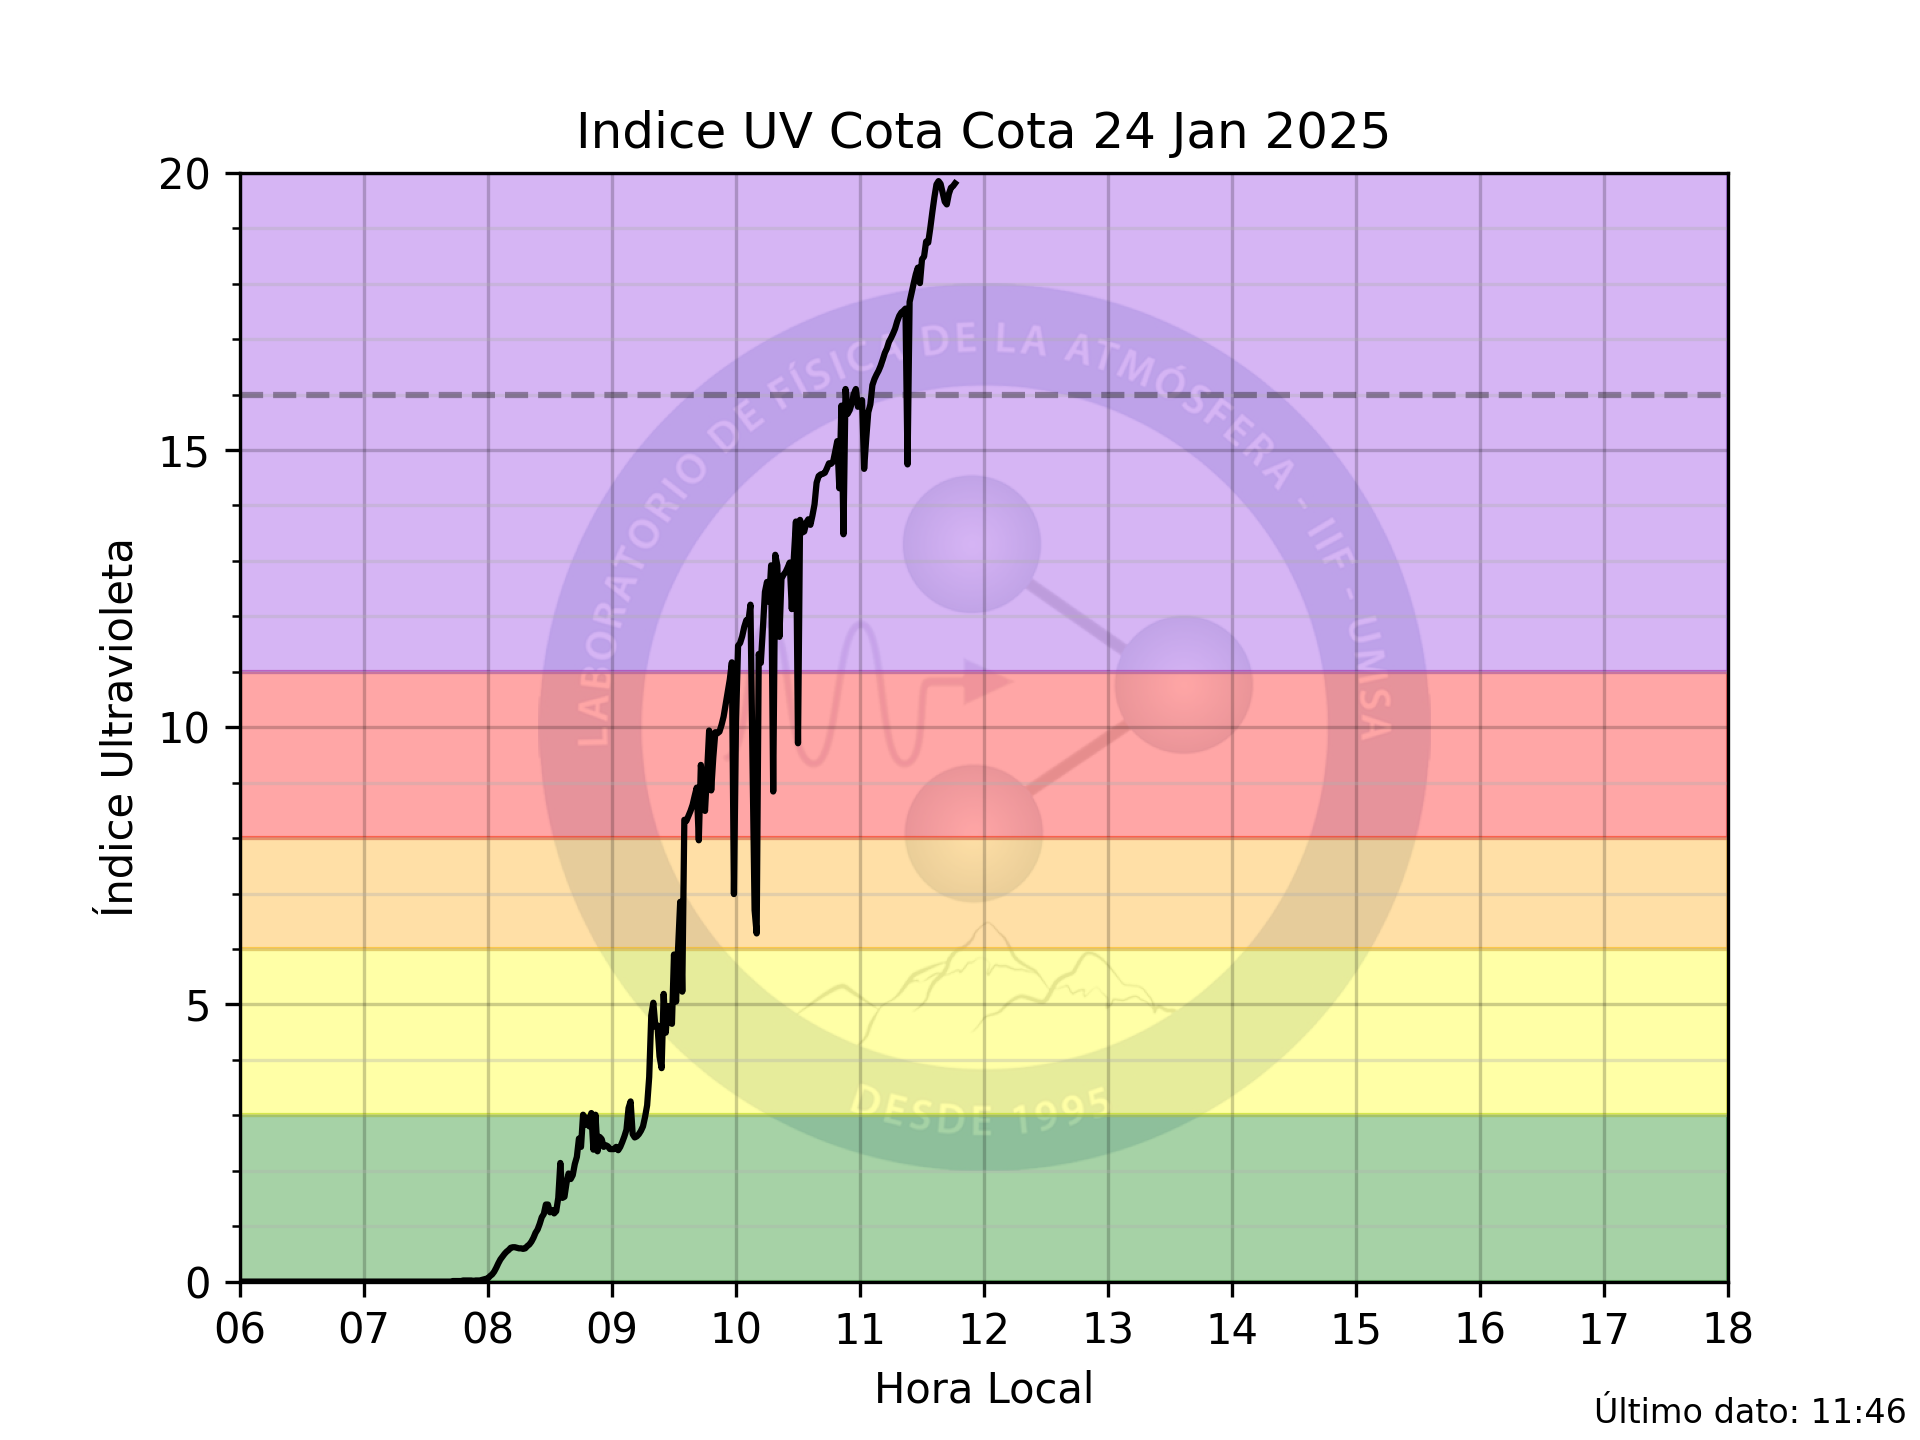 Indice UV Cota Cota 24 Jan 2025
20
15
10
5
0
Índice Ultravioleta
LABORATORIO DE FÍSICA DE LA ATMÓSFERA - IIF - UMSA
DESDE 1995
06 07 08 09 10 11 12 13 14 15 16 17 18
Hora Local
Último dato: 11:46